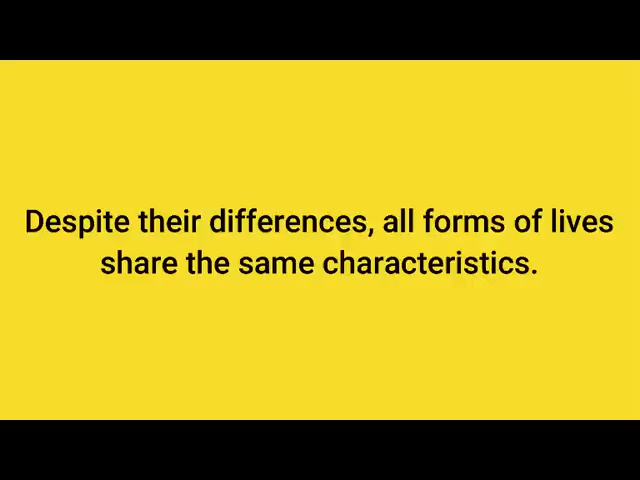 Despite their differences, all forms of lives
share the same characteristics.